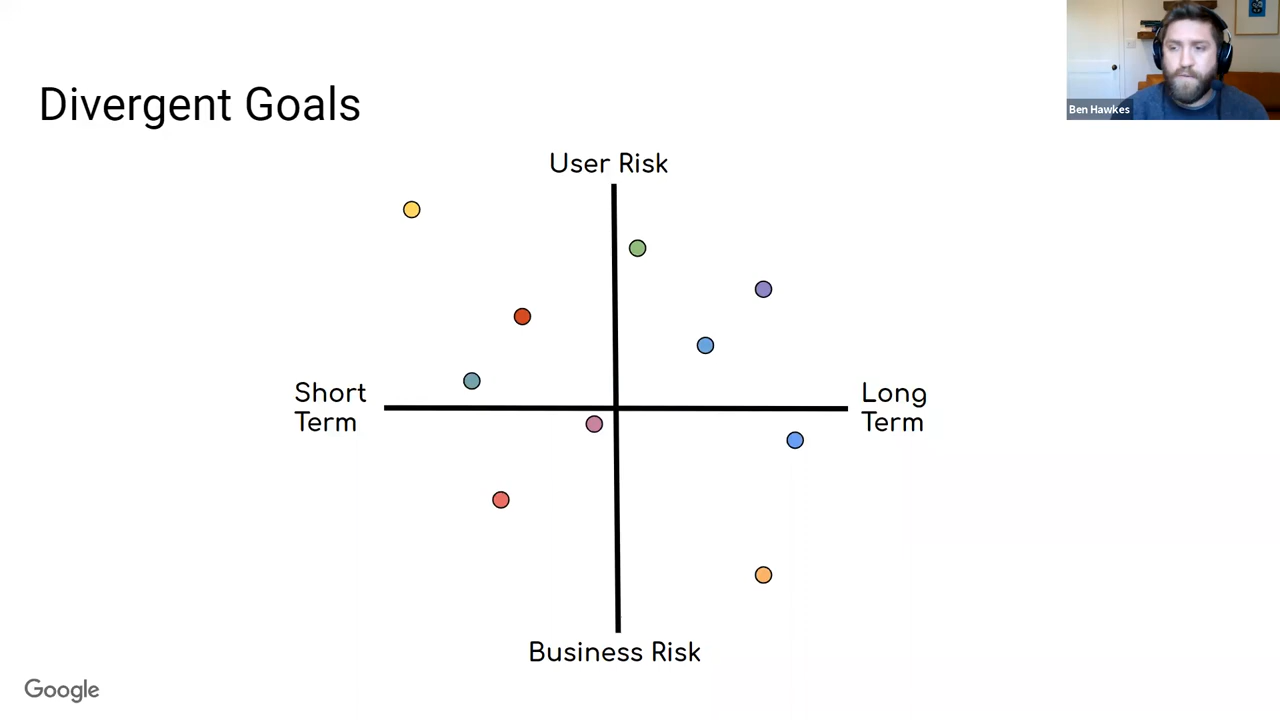 Ben Hawkes
Divergent Goals
User Risk
Short
Term
Long
Term
Business Risk
Google